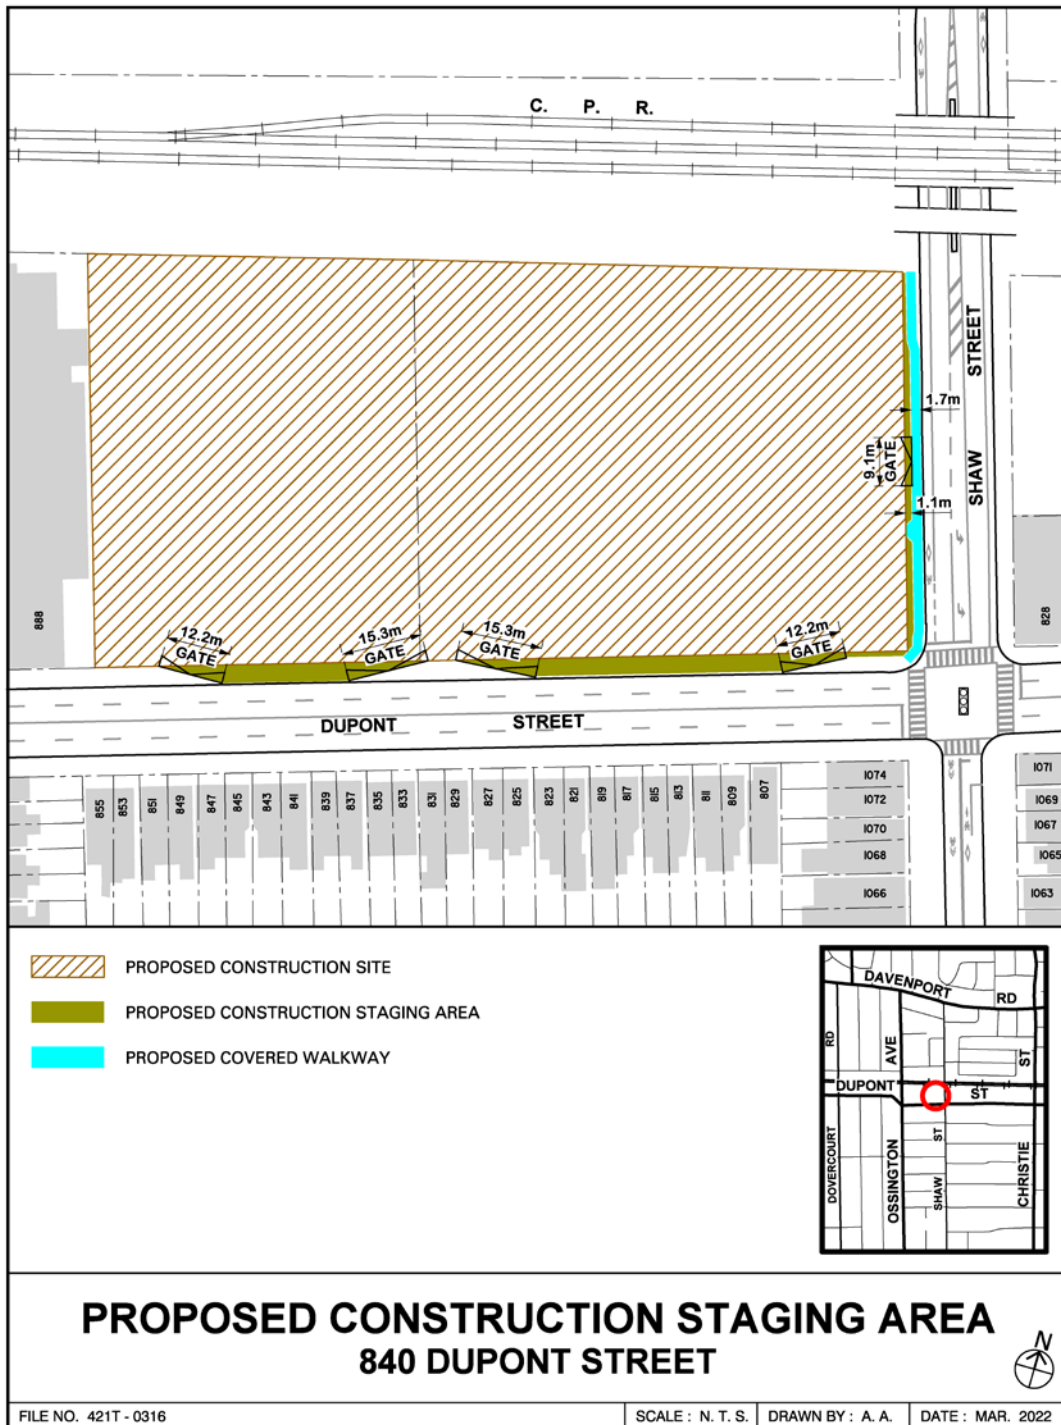 C. P. R.
SHAW STREET
1.7m
9.1m
GATE
1.1m
888
828
12.2m
GATE
15.3m
GATE
15.3m
GATE
12.2m
GATE
DUPONT STREET
855
853
851
849
847
845
843
841
839
837
835
833
831
829
827
825
823
821
819
817
815
813
811
809
807
1074
1072
1070
1068
1066
1071
1069
1067
1065
1063
PROPOSED CONSTRUCTION SITE
PROPOSED CONSTRUCTION STAGING AREA
PROPOSED COVERED WALKWAY
DAVENPORT RD
RD
AVE
ST
DUPONT ST
DOVERCOURT
OSSINGTON
SHAW ST
CHRISTIE
PROPOSED CONSTRUCTION STAGING AREA
840 DUPONT STREET
N
FILE NO. 421T - 0316
SCALE : N. T. S.
DRAWN BY : A. A.
DATE : MAR. 2022